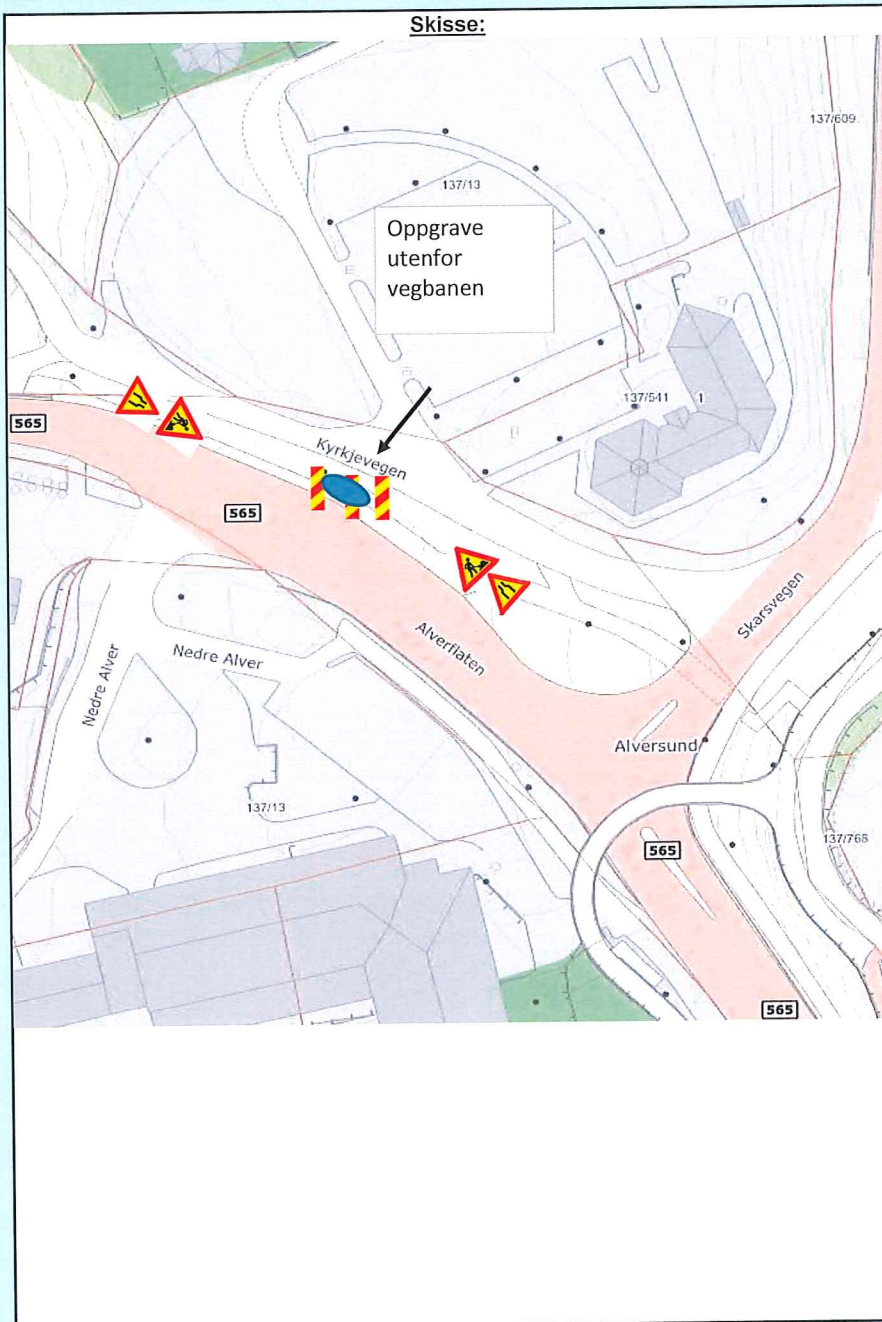 Skisse:
137/609
137/13
Oppgrave
utenfor
vegbanen
137/541 1
565
Kyrkjevegen
565
Skarsvegen
Alverflaten
Nedre Alver
Nedre Alver
Alversund
137/13
565
137/768
565